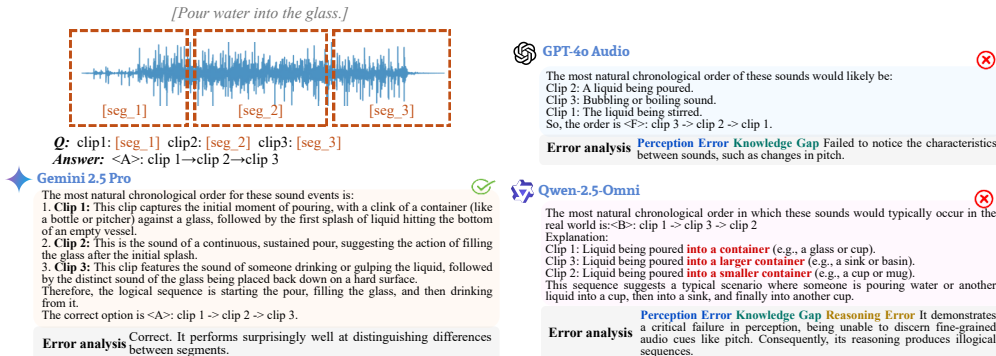 [Pour water into the glass.]
[seg_1]
[seg_2]
[seg_3]
Q: clip1: [seg_1] clip2: [seg_2] clip3: [seg_3]
Answer: <A>: clip 1→clip 2→clip 3
Gemini 2.5 Pro
The most natural chronological order for these sound events is:
1. Clip 1: This clip captures the initial moment of pouring, with a clink of a container (like
a bottle or pitcher) against a glass, followed by the first splash of liquid hitting the bottom
of an empty vessel.
2. Clip 2: This is the sound of a continuous, sustained pour, suggesting the action of filling
the glass after the initial splash.
3. Clip 3: This clip features the sound of someone drinking or gulping the liquid, followed
by the distinct sound of the glass being placed back down on a hard surface.
Therefore, the logical sequence is starting the pour, filling the glass, and then drinking
from it.
The correct option is <A>: clip 1 -> clip 2 -> clip 3.
Error analysis Correct. It performs surprisingly well at distinguishing differences
between segments.
GPT-4o Audio
The most natural chronological order of these sounds would likely be:
Clip 2: A liquid being poured.
Clip 3: Bubbling or boiling sound.
Clip 1: The liquid being stirred.
So, the order is <F>: clip 3 -> clip 2 -> clip 1.
Error analysis Perception Error Knowledge Gap Failed to notice the characteristics
between sounds, such as changes in pitch.
Qwen-2.5-Omni
The most natural chronological order in which these sounds would typically occur in the
real world is:<B>: clip 1 -> clip 3 -> clip 2
Explanation:
Clip 1: Liquid being poured into a container (e.g., a glass or cup).
Clip 3: Liquid being poured into a larger container (e.g., a sink or basin).
Clip 2: Liquid being poured into a smaller container (e.g., a cup or mug).
This sequence suggests a typical scenario where someone is pouring water or another
liquid into a cup, then into a sink, and finally into another cup.
Error analysis Perception Error Knowledge Gap Reasoning Error It demonstrates
a critical failure in perception, being unable to discern fine-grained
audio cues like pitch. Consequently, its reasoning produces illogical
sequences.